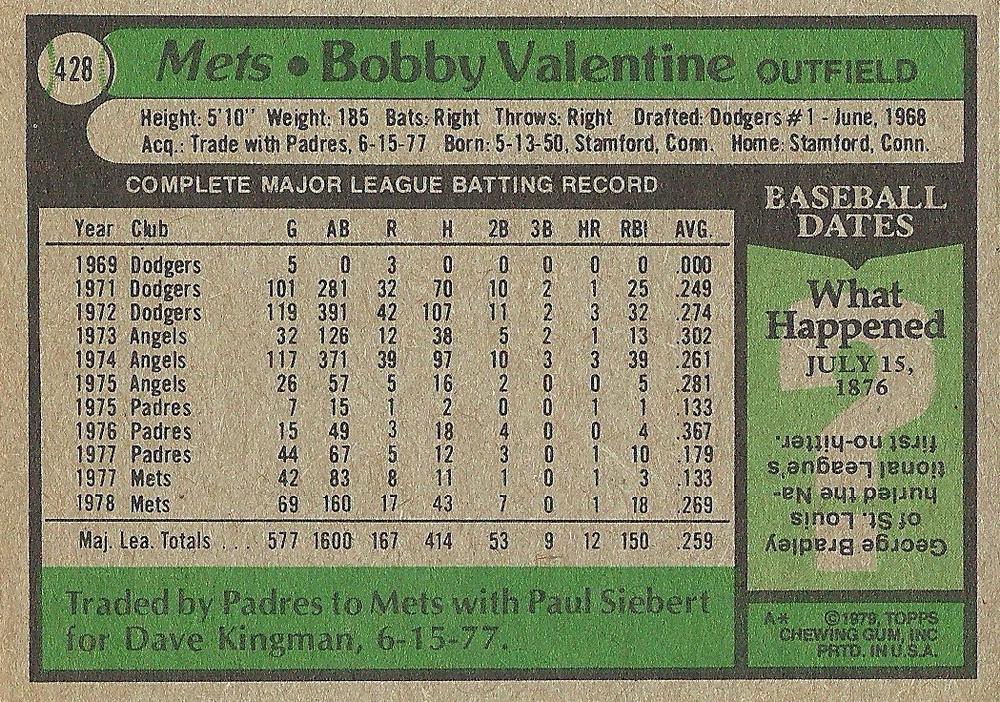 428
Mets • Bobby Valentine OUTFIELD
Height: 5'10" Weight: 185 Bats: Right Throws: Right Drafted: Dodgers #1 - June, 1968
Acq.: Trade with Padres, 6-15-77 Born: 5-13-50, Stamford, Conn. Home: Stamford, Conn.
COMPLETE MAJOR LEAGUE BATTING RECORD
Year Club G AB R H 2B 3B HR RBI AVG.
1969 Dodgers 5 0 3 0 0 0 0 0 .000
1971 Dodgers 101 281 32 70 10 2 1 25 .249
1972 Dodgers 119 391 42 107 11 2 3 32 .274
1973 Angels 32 126 12 38 5 2 1 13 .302
1974 Angels 117 371 39 97 10 3 3 39 .261
1975 Angels 26 57 5 16 2 0 0 5 .281
1975 Padres 7 15 1 2 0 0 1 1 .133
1976 Padres 15 49 3 18 4 0 0 4 .367
1977 Padres 44 67 5 12 3 0 1 10 .179
1977 Mets 42 83 8 11 1 0 1 3 .133
1978 Mets 69 160 17 43 7 0 1 18 .269
Maj. Lea. Totals . . . 577 1600 167 414 53 9 12 150 .259
Traded by Padres to Mets with Paul Siebert
for Dave Kingman, 6-15-77.
BASEBALL
DATES
What
Happened
JULY 15,
1876
?
George Bradley
of St. Louis
hurled the Na-
tional League's
first no-hitter.
A* ©1979, TOPPS
CHEWING GUM, INC
PRTD. IN U.S.A.